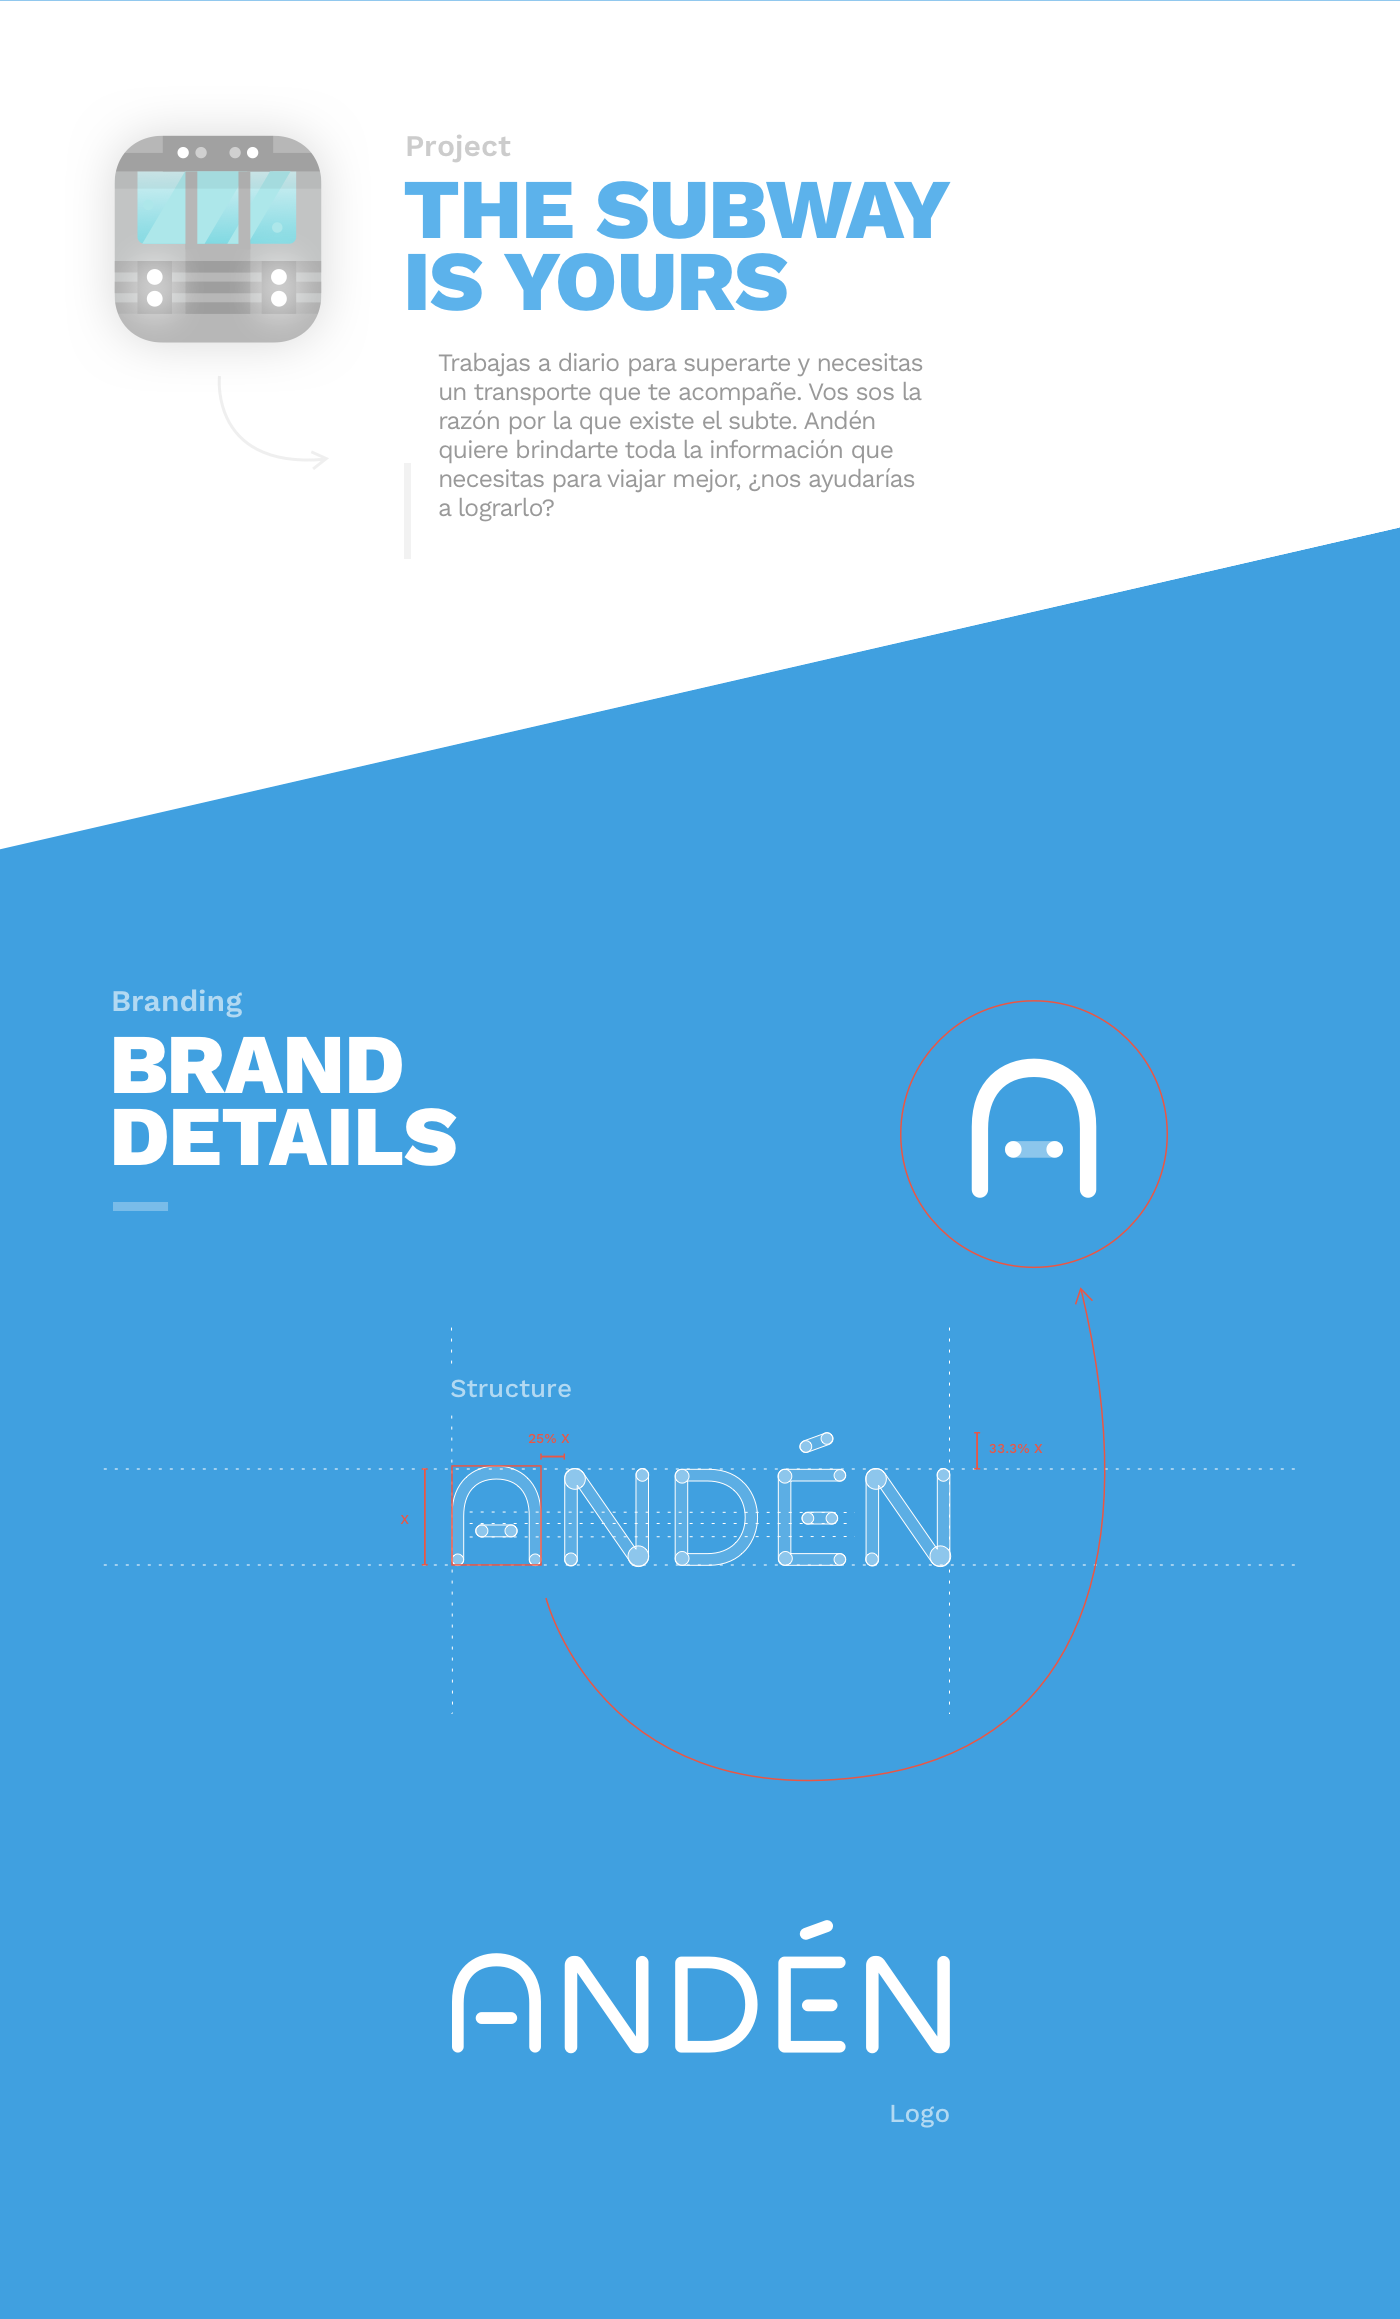 Project
THE SUBWAY
IS YOURS
Trabajas a diario para superarte y necesitas
un transporte que te acompañe. Vos sos la
razón por la que existe el subte. Andén
quiere brindarte toda la información que
necesitas para viajar mejor, ¿nos ayudarías
a lograrlo?
Branding
BRAND
DETAILS
A
Structure
25% X
33.3% X
X
ANDÉN
ANDÉN
Logo